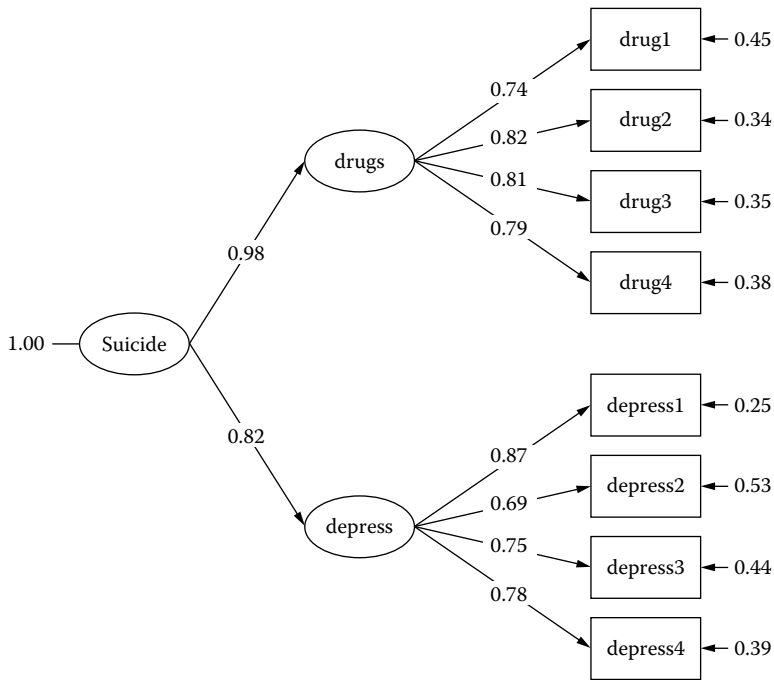 drug1
0.45
0.74
drug2
0.34
0.82
drugs
0.81
drug3
0.35
0.79
0.98
drug4
0.38
1.00
Suicide
depress1
0.25
0.82
0.87
depress2
0.53
0.69
depress
0.75
depress3
0.44
0.78
depress4
0.39